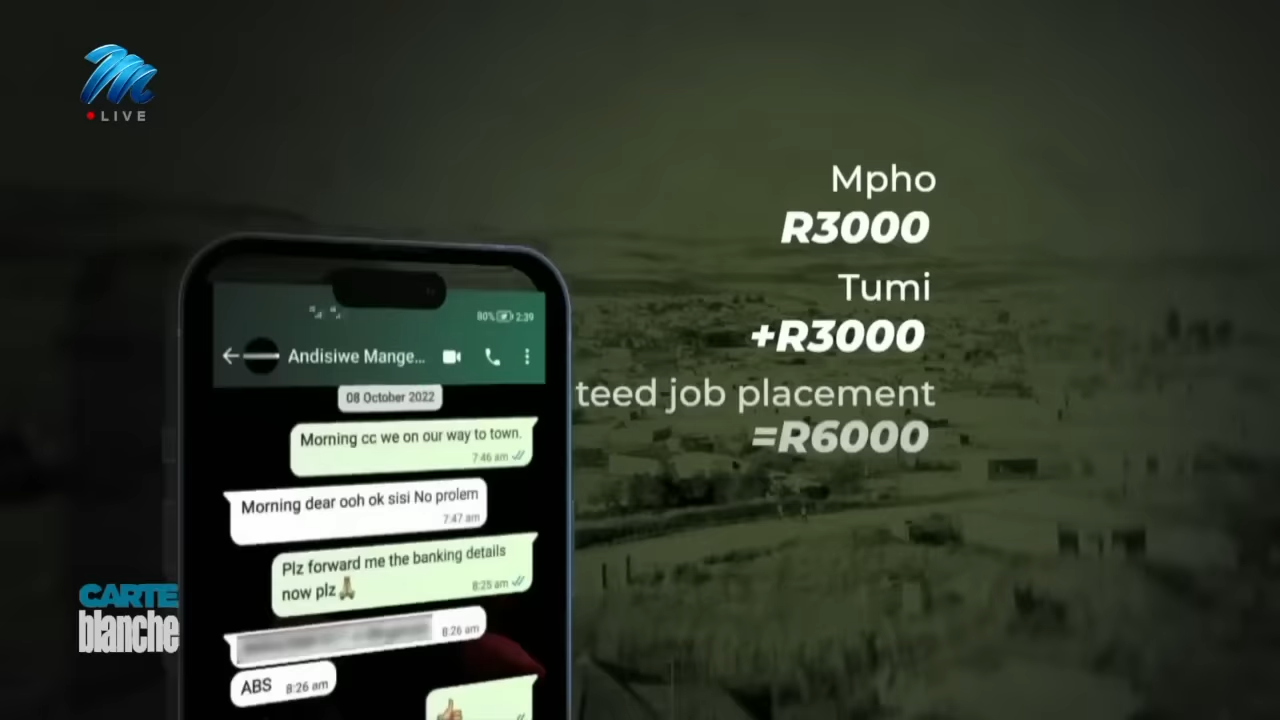 LIVE
Mpho
R3000
Tumi
+R3000
teed job placement
=R6000
80% 2:39
Andisiwe Mange...
08 October 2022
Morning cc we on our way to town.
7:46 am
Morning dear ooh ok sisi No prolem
7:47 am
Plz forward me the banking details
now plz🙏🏽
8:25 am
8:26 am
ABS 8:26 am
CARTE
blanche